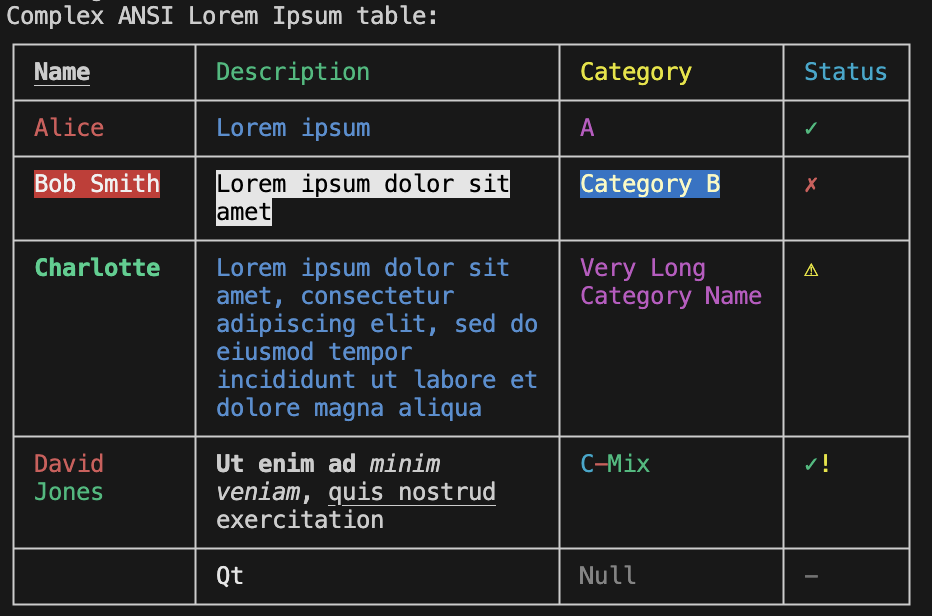 Complex ANSI Lorem Ipsum table:
Name Description Category Status
Alice Lorem ipsum A ✓
Bob Smith Lorem ipsum dolor sit Category B ✗
amet
Charlotte Lorem ipsum dolor sit Very Long ⚠
amet, consectetur Category Name
adipiscing elit, sed do
eiusmod tempor
incididunt ut labore et
dolore magna aliqua
David Ut enim ad minim C-Mix ✓!
Jones veniam, quis nostrud
exercitation
Qt Null -